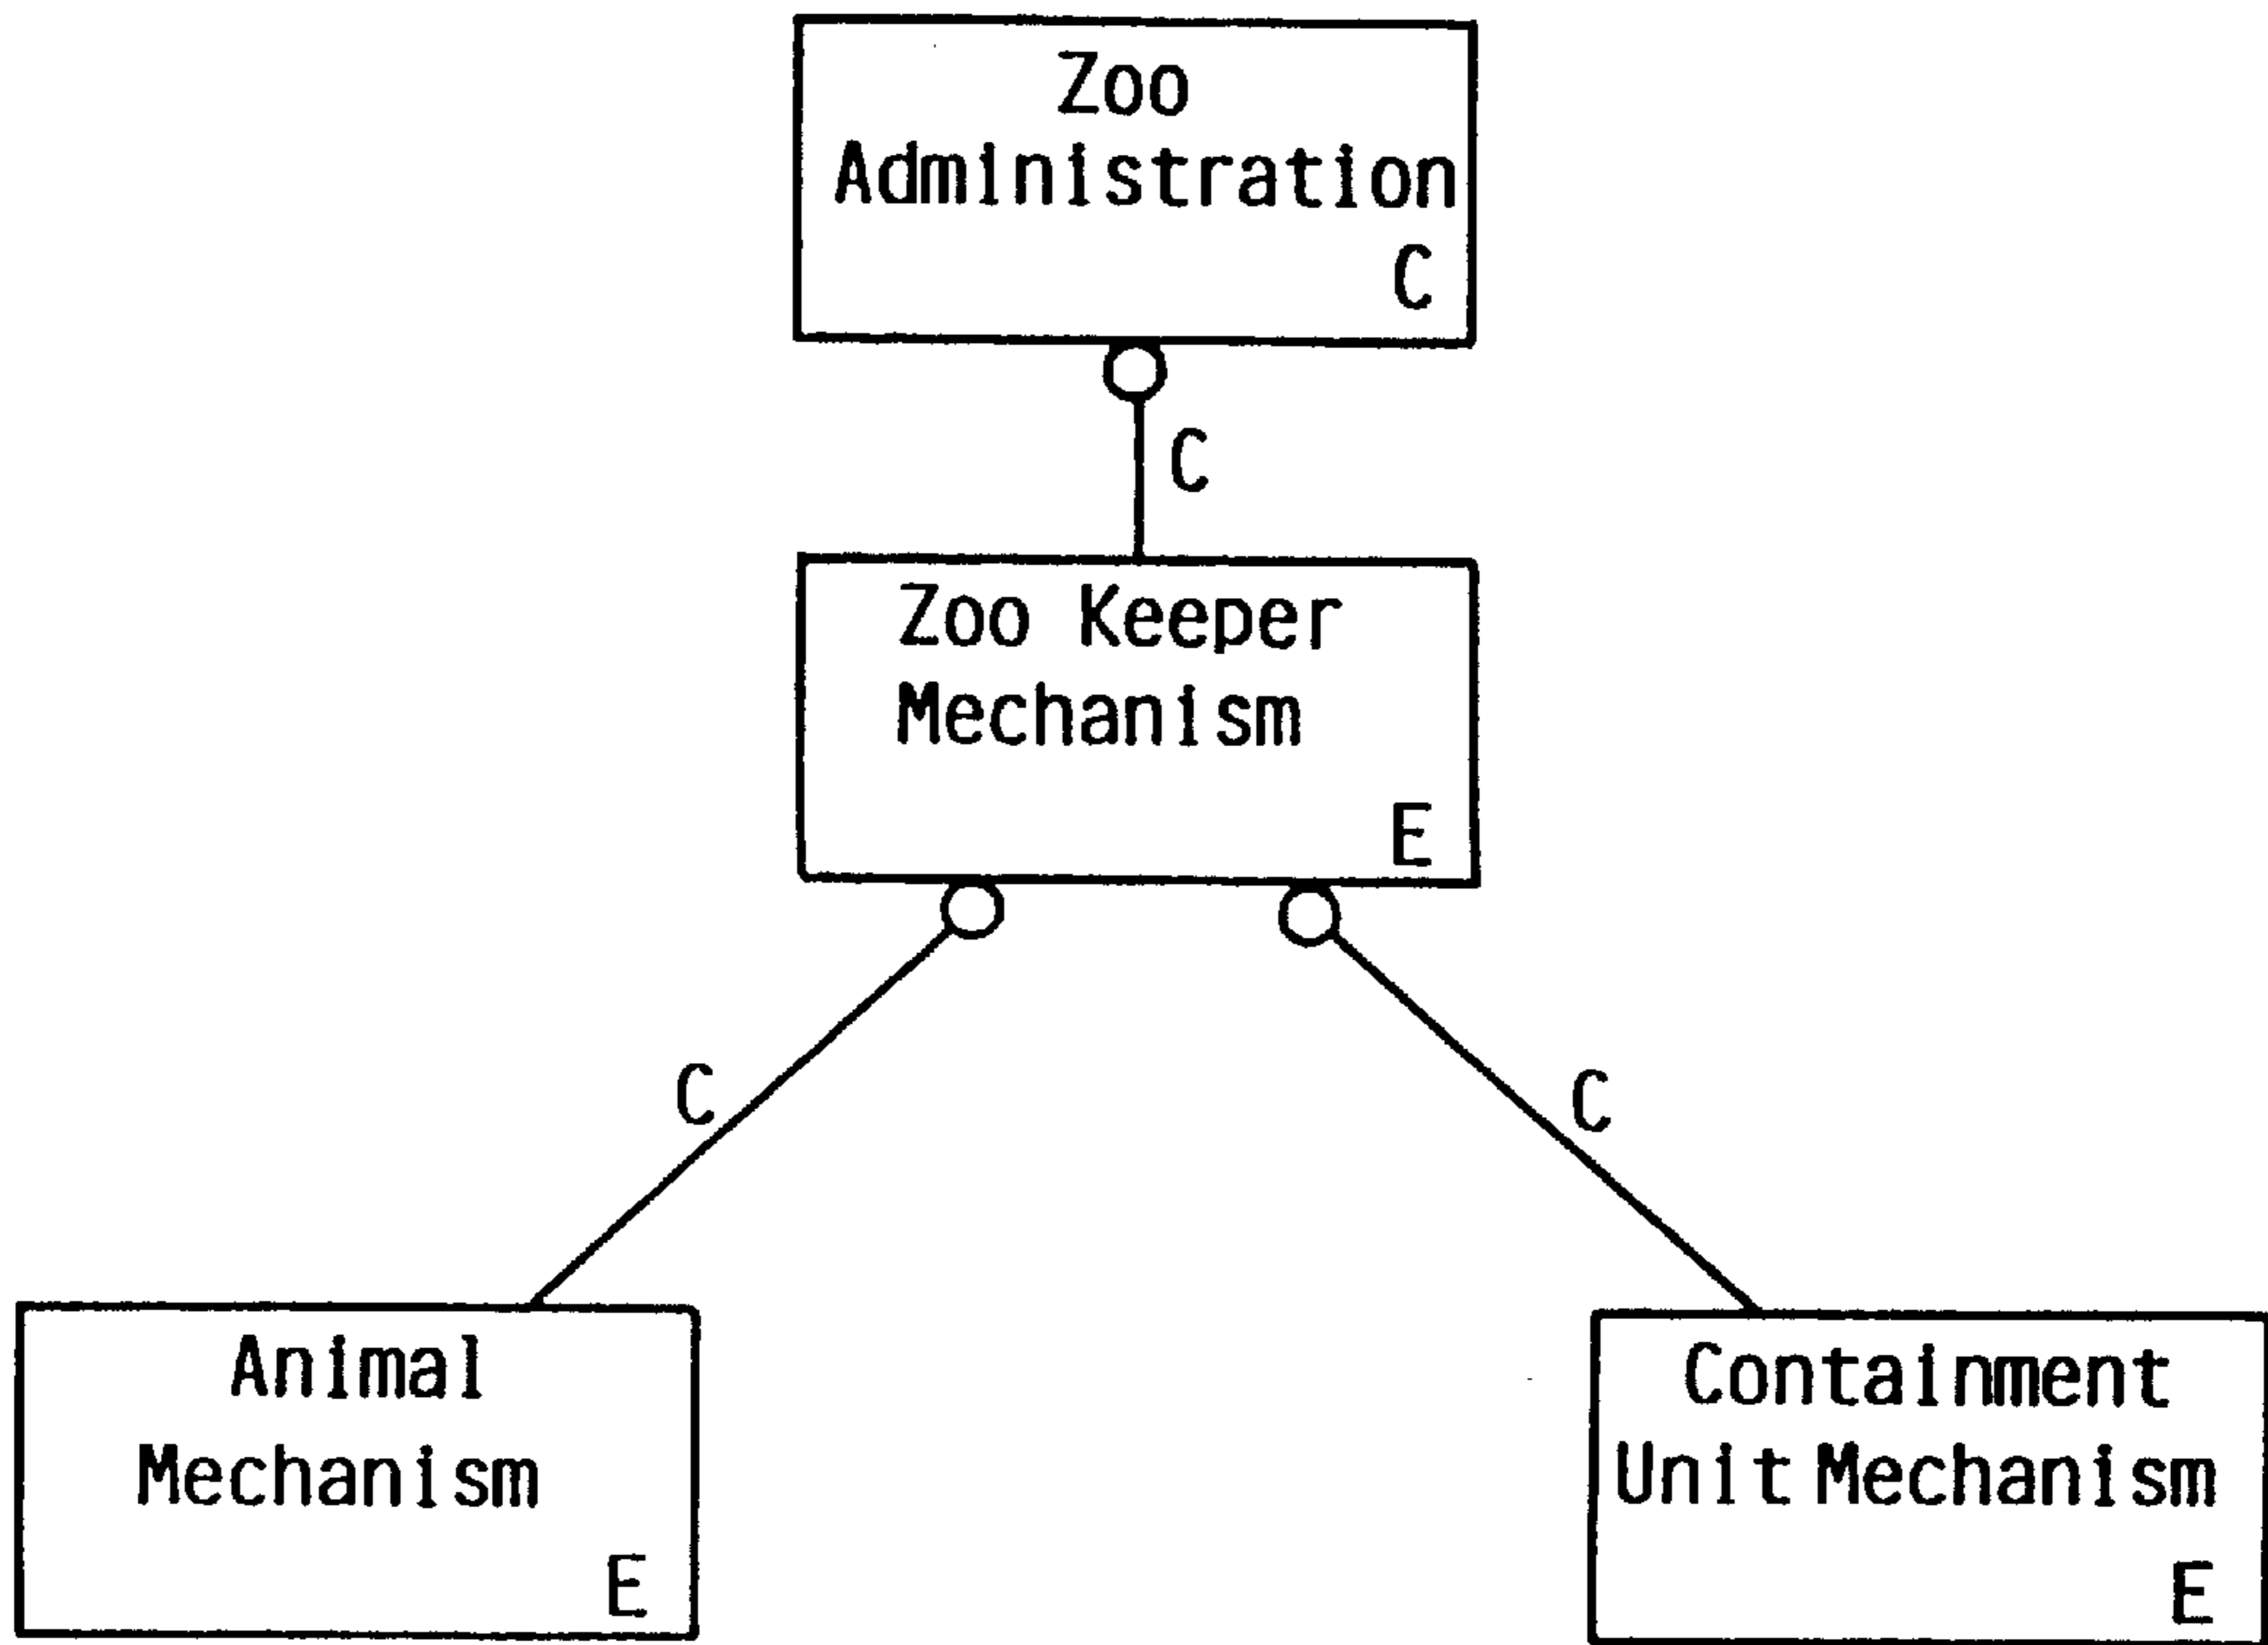 Zoo
Administration
C
C
Zoo Keeper
Mechanism
E
C
C
Animal
Mechanism
E
Containment
Unit Mechanism
E